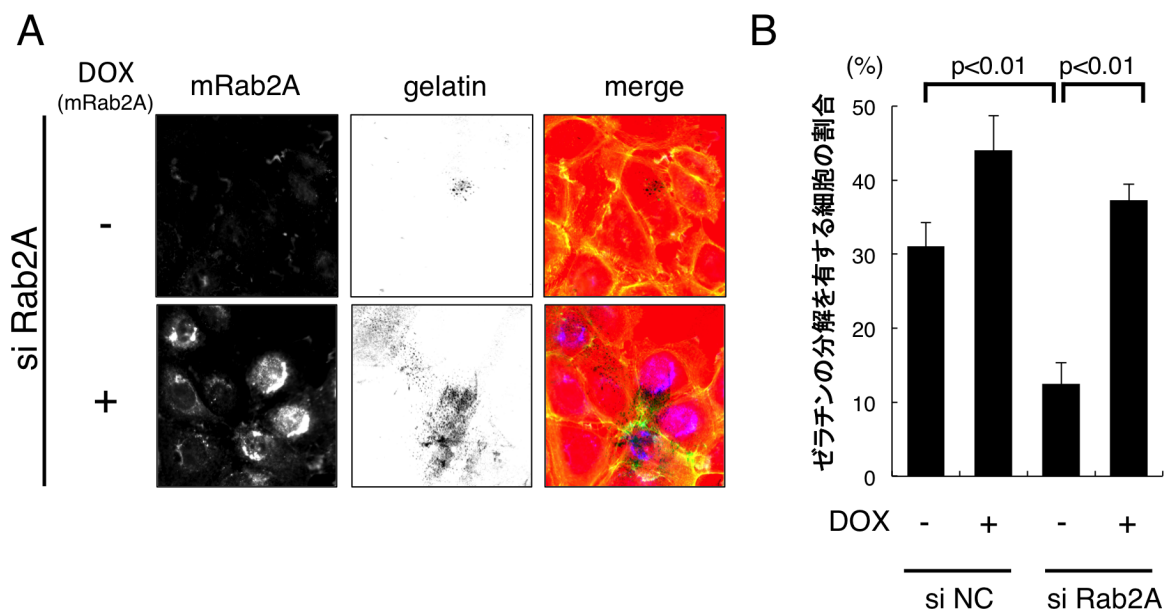 A
DOX
(mRab2A)
mRab2A
gelatin
merge
si Rab2A
-
+
B
(%)
p<0.01
p<0.01
ゼラチンの分解を有する細胞の割合
50
40
30
20
10
0
DOX
- + - +
si NC
si Rab2A